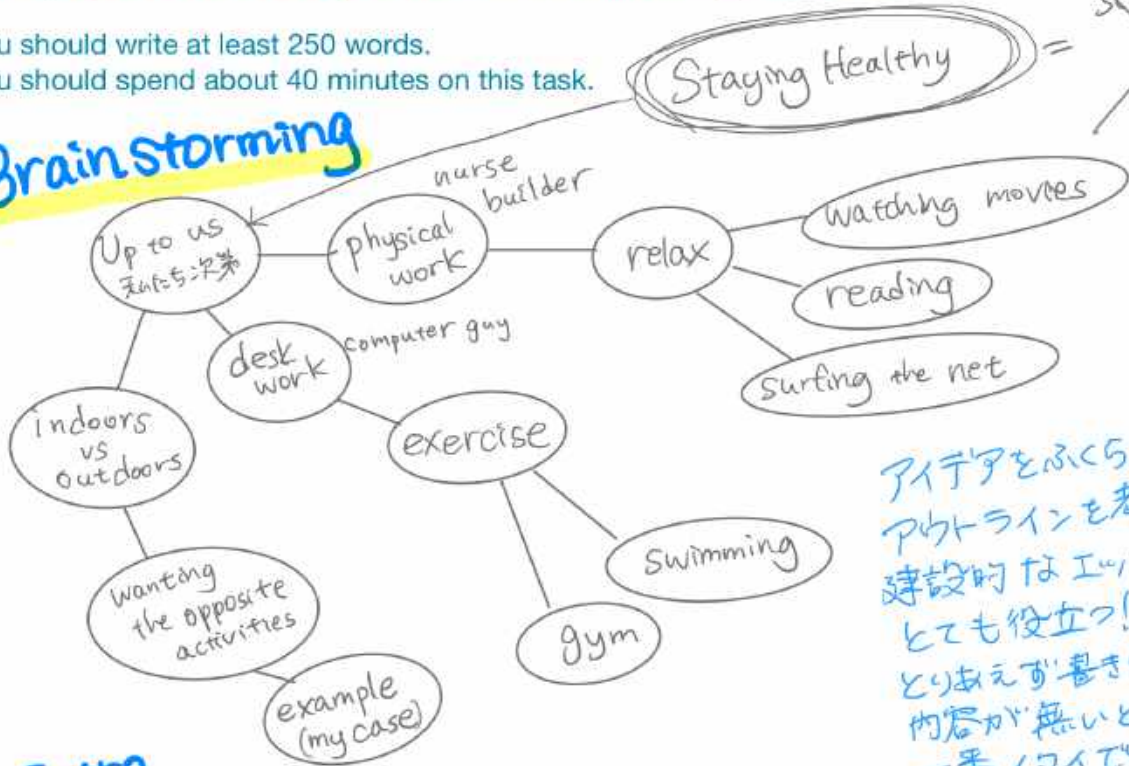 u should write at least 250 words.
u should spend about 40 minutes on this task.
Brainstorming
Staying Healthy =
nurse
builder
Up to us
私たち次第
physical
work
relax
watching movies
reading
surfing the net
desk
work
computer guy
indoors
vs
outdoors
exercise
swimming
gym
wanting
the opposite
activities
example
(my case)
アイデアをふくら
アウトラインを
建設的なエッ
とても役立つ!
とりあえず書き
内容が無いと